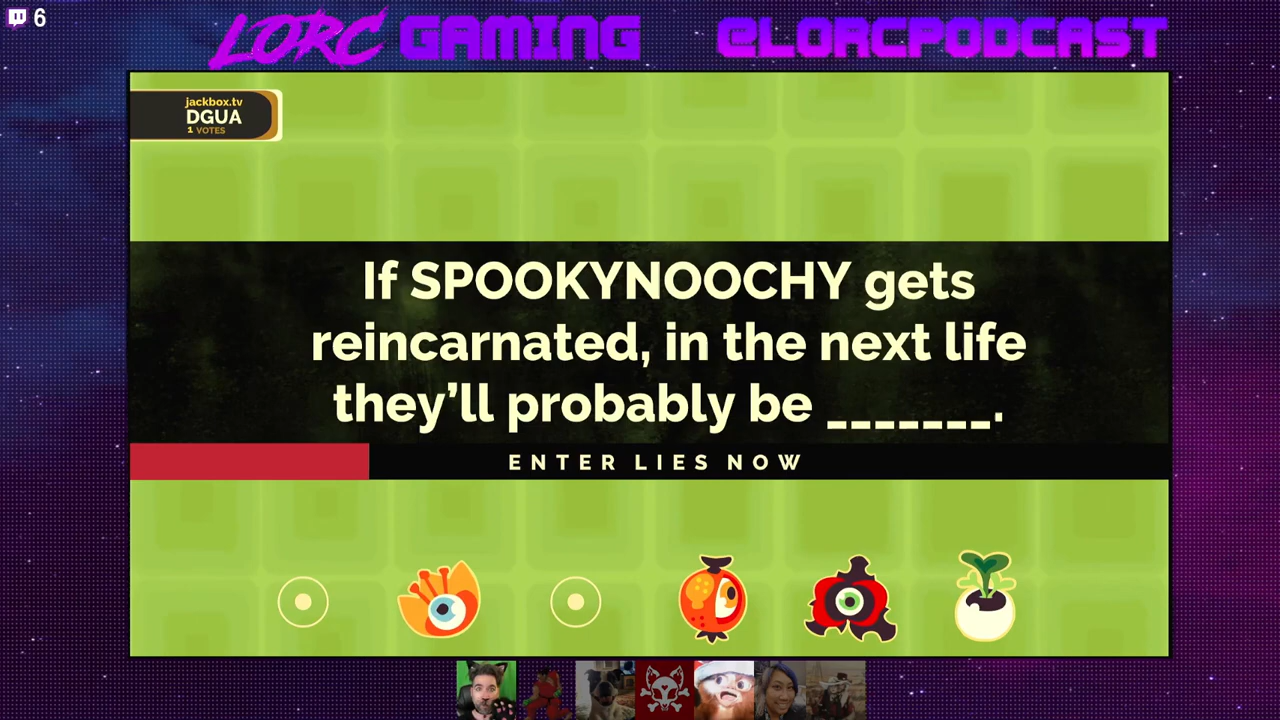 6
LORC GAMING
@LORCPODCAST
jackbox.tv
DGUA
1 VOTES
If SPOOKYNOOCHY gets
reincarnated, in the next life
they’ll probably be _______.
ENTER LIES NOW